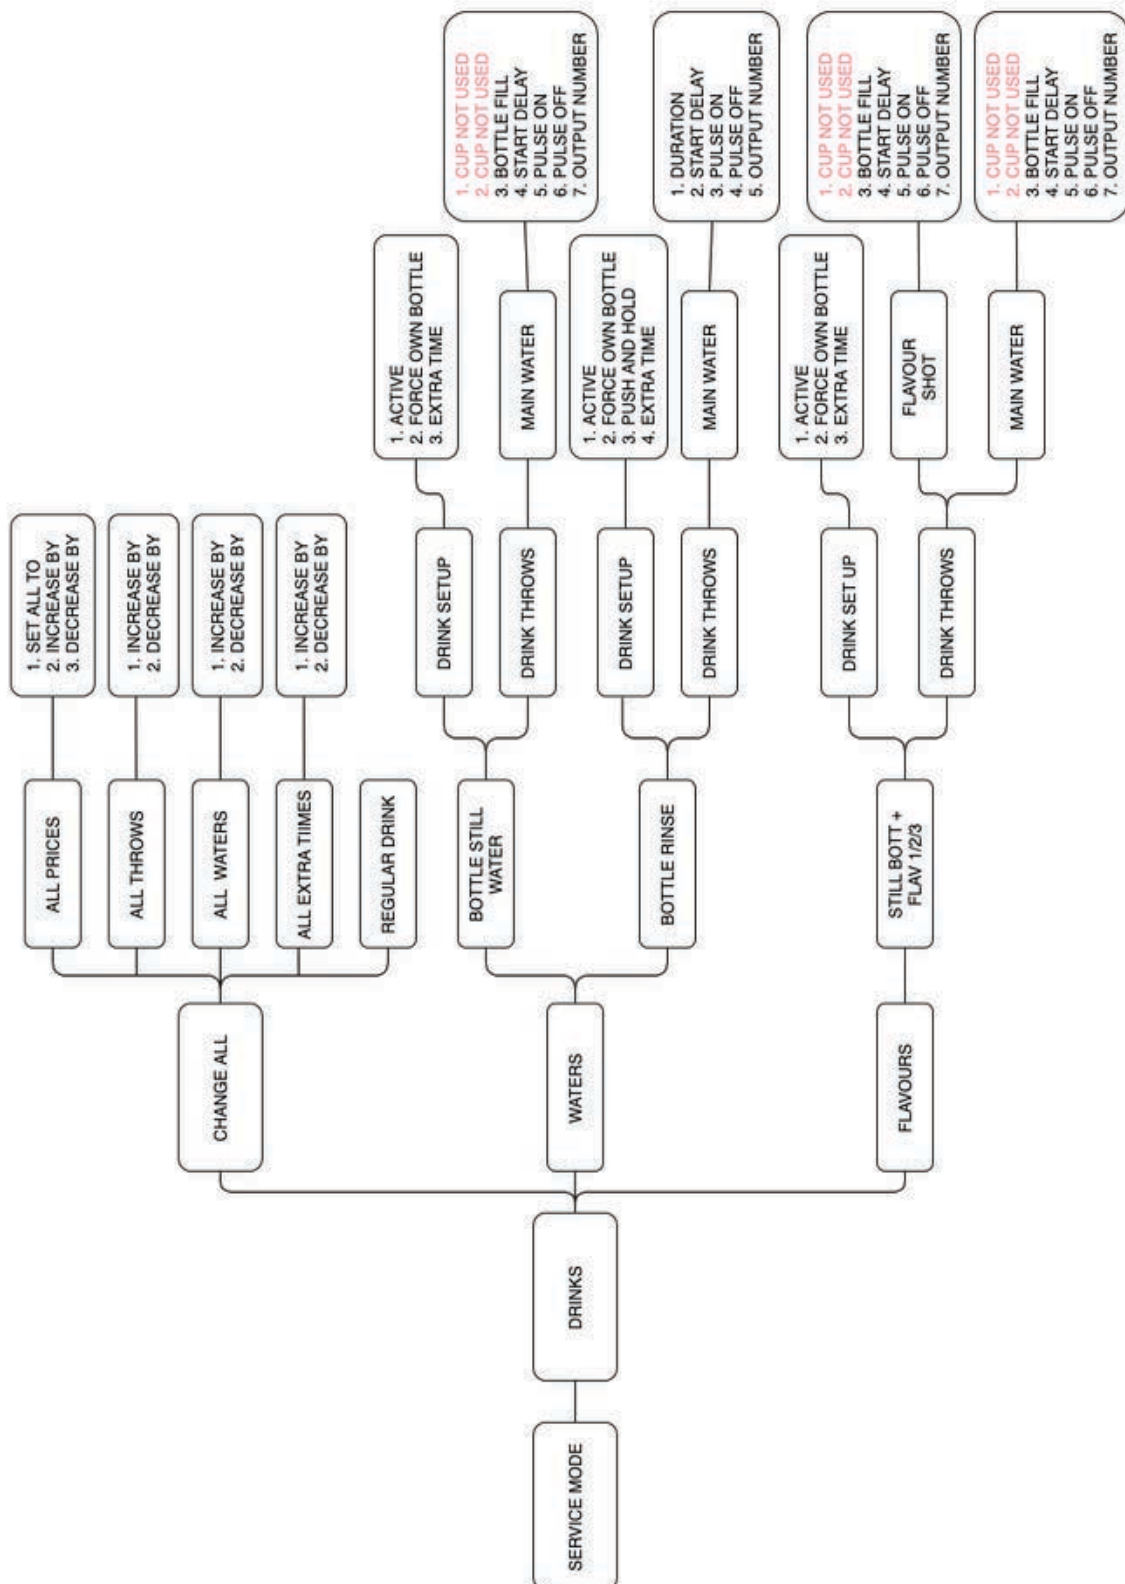 SERVICE MODE
DRINKS
CHANGE ALL
ALL PRICES
1. SET ALL TO
2. INCREASE BY
3. DECREASE BY
ALL THROWS
1. INCREASE BY
2. DECREASE BY
ALL WATERS
1. INCREASE BY
2. DECREASE BY
ALL EXTRA TIIMES
1. INCREASE BY
2. DECREASE BY
REGULAR DRINK
WATERS
BOTTLE STILL
WATER
DRINK SETUP
1. ACTIVE
2. FORCE OWN BOTTLE
3. EXTRA TIME
DRINK THROWS
MAIN WATER
1. CUP NOT USED
2. CUP NOT USED
3. BOTTLE FILL
4. START DELAY
5. PULSE ON
6. PULSE OFF
7. OUTPUT NUMBER
BOTTLE RINSE
DRINK SETUP
1. ACTIVE
2. FORCE OWN BOTTLE
3. PUSH AND HOLD
4. EXTRA TIME
DRINK THROWS
MAIN WATER
1. DURATION
2. START DELAY
3. PULSE ON
4. PULSE OFF
5. OUTPUT NUMBER
FLAVOURS
STILL BOTT +
FLAV 1/2/3
DRINK SET UP
1. ACTIVE
2. FORCE OWN BOTTLE
3. EXTRA TIME
DRINK THROWS
FLAVOUR
SHOT
1. CUP NOT USED
2. CUP NOT USED
3. BOTTLE FILL
4. START DELAY
5. PULSE ON
6. PULSE OFF
7. OUTPUT NUMBER
MAIN WATER
1. CUP NOT USED
2. CUP NOT USED
3. BOTTLE FILL
4. START DELAY
5. PULSE ON
6. PULSE OFF
7. OUTPUT NUMBER